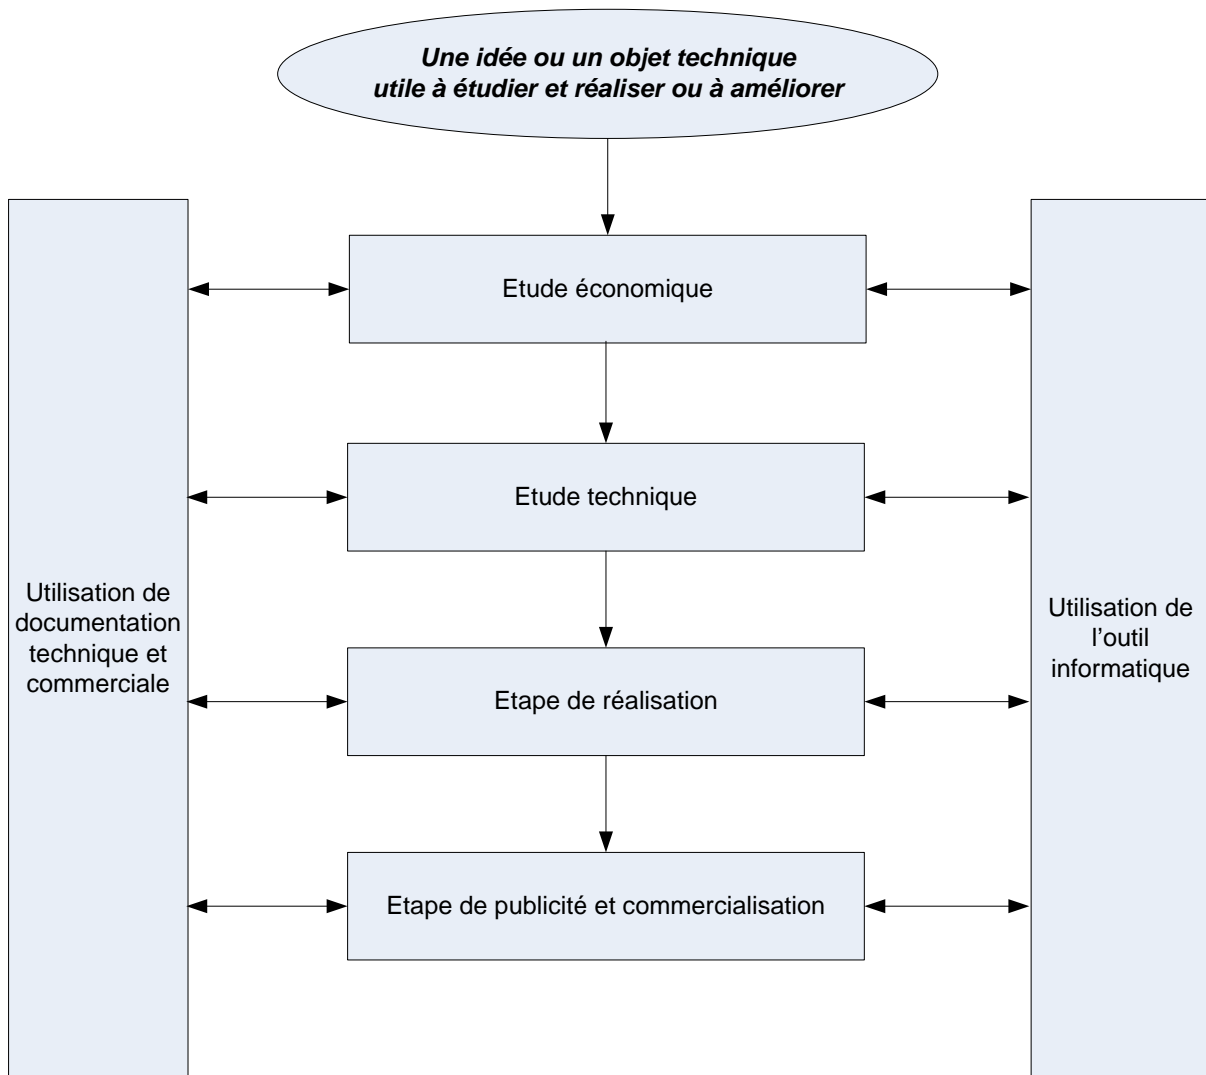 Une idée ou un objet technique
utile à étudier et réaliser ou à améliorer
Etude économique
Etude technique
Utilisation de
documentation
technique et
commerciale
Utilisation de
l’outil
informatique
Etape de réalisation
Etape de publicité et commercialisation